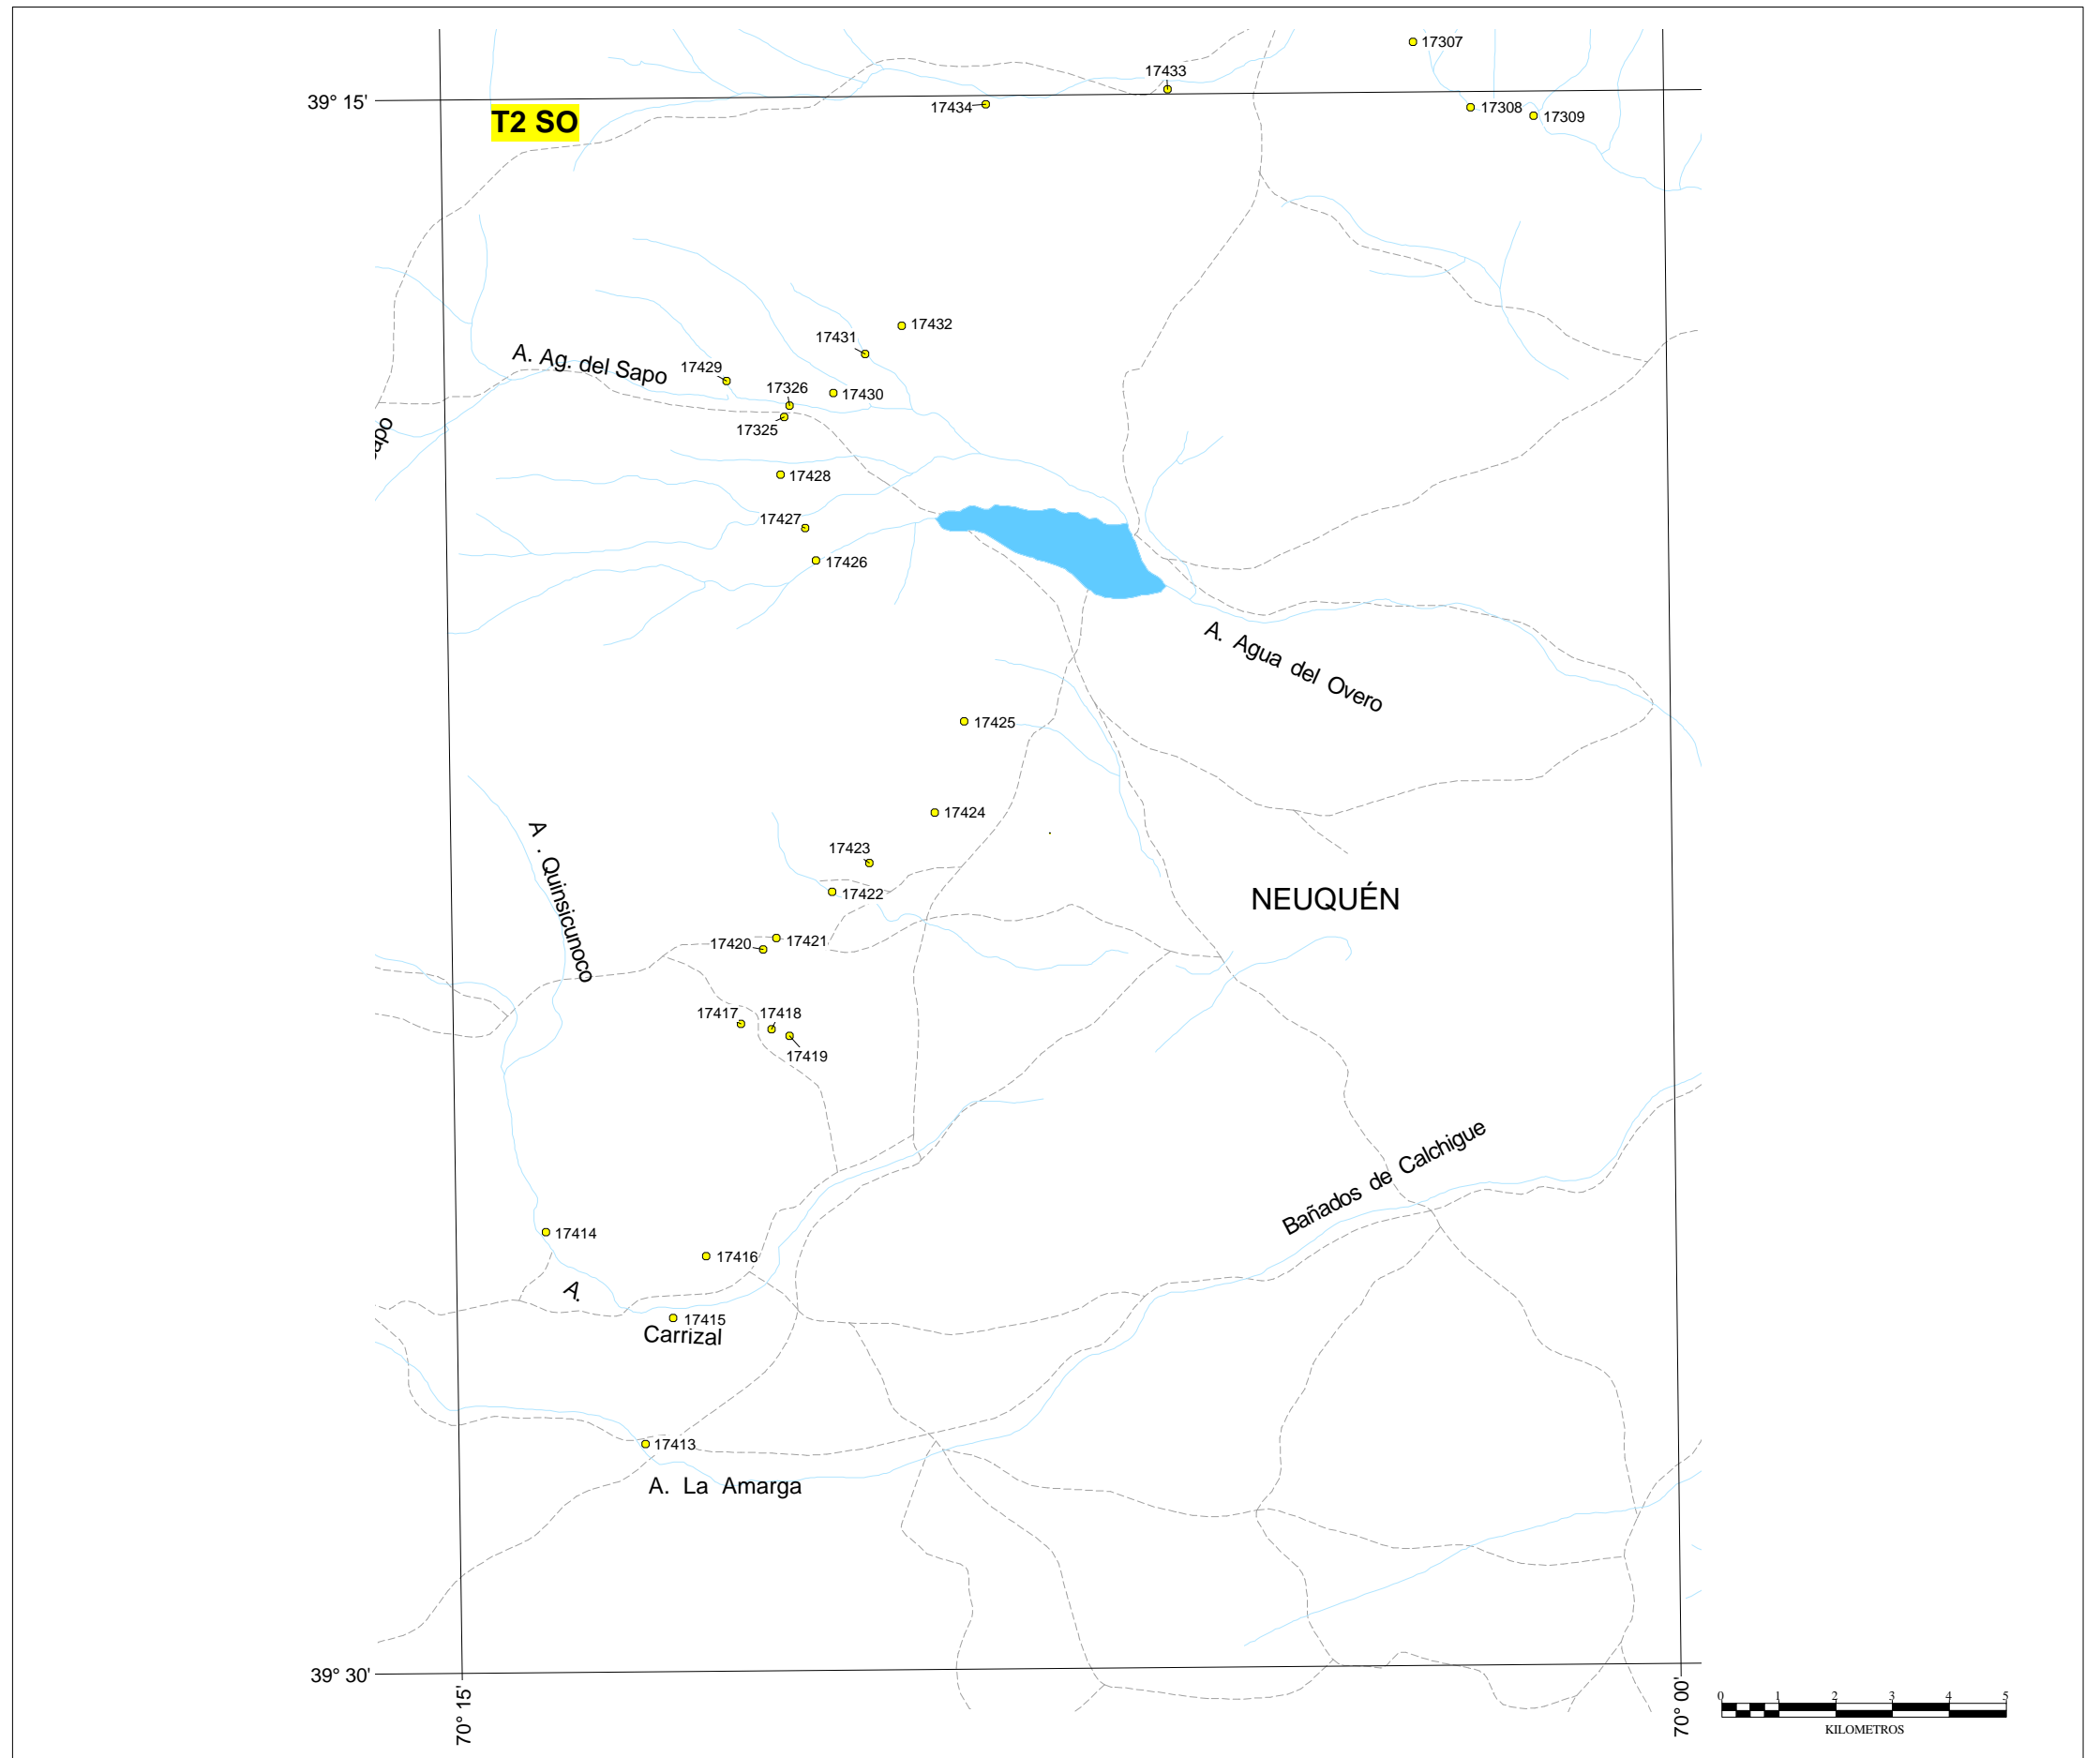 17307
17433
39° 15'
17434
17308
17309
T2 SO
17432
17431
A. Ag. del Sapo
17429
17326
17430
17325
apo
17428
17427
17426
A. Agua del Overo
17425
17424
A . Quinsicunoco
17423
17422
NEUQUÉN
17420
17421
17417
17418
17419
Bañados de Calchigue
17414
17416
A.
17415
Carrizal
17413
A. La Amarga
39° 30'
70° 15'
70° 00'
0 1 2 3 4 5
KILOMETROS